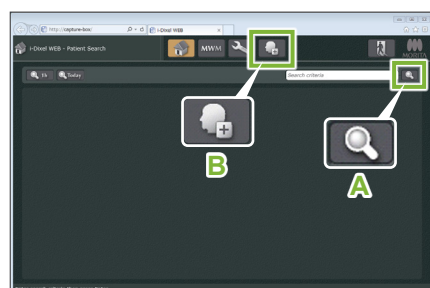 http://capture-box/
i-Dixel WEB
i-Dixel WEB - Patient Search
MWM
MORITA
1h
Today
Search criteria
B
A